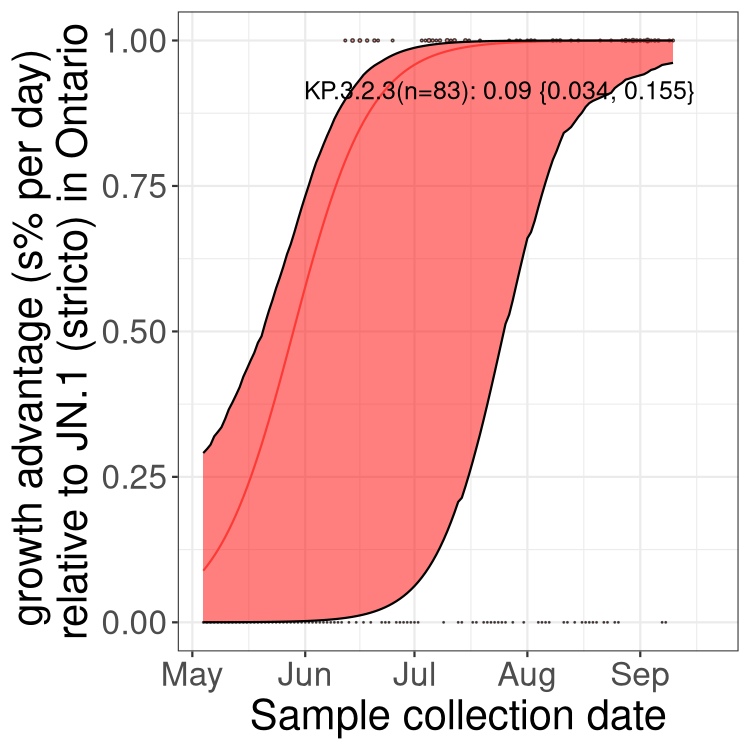 growth advantage (s% per day)
relative to JN.1 (stricto) in Ontario
1.00
0.75
0.50
0.25
0.00
KP.3.2.3(n=83): 0.09 {0.034, 0.155}
May Jun Jul Aug Sep
Sample collection date